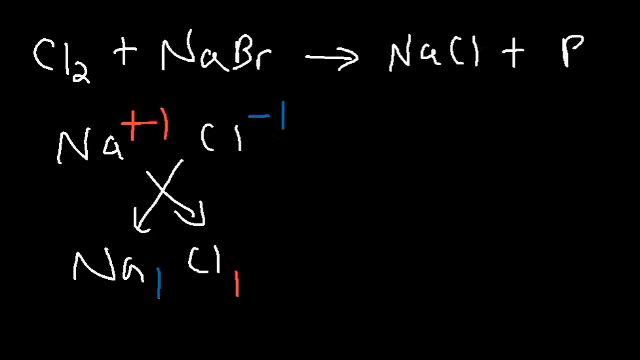 Cl₂ + NaBr → NaCl + P
Na⁺¹ Cl⁻¹
Na₁ Cl₁